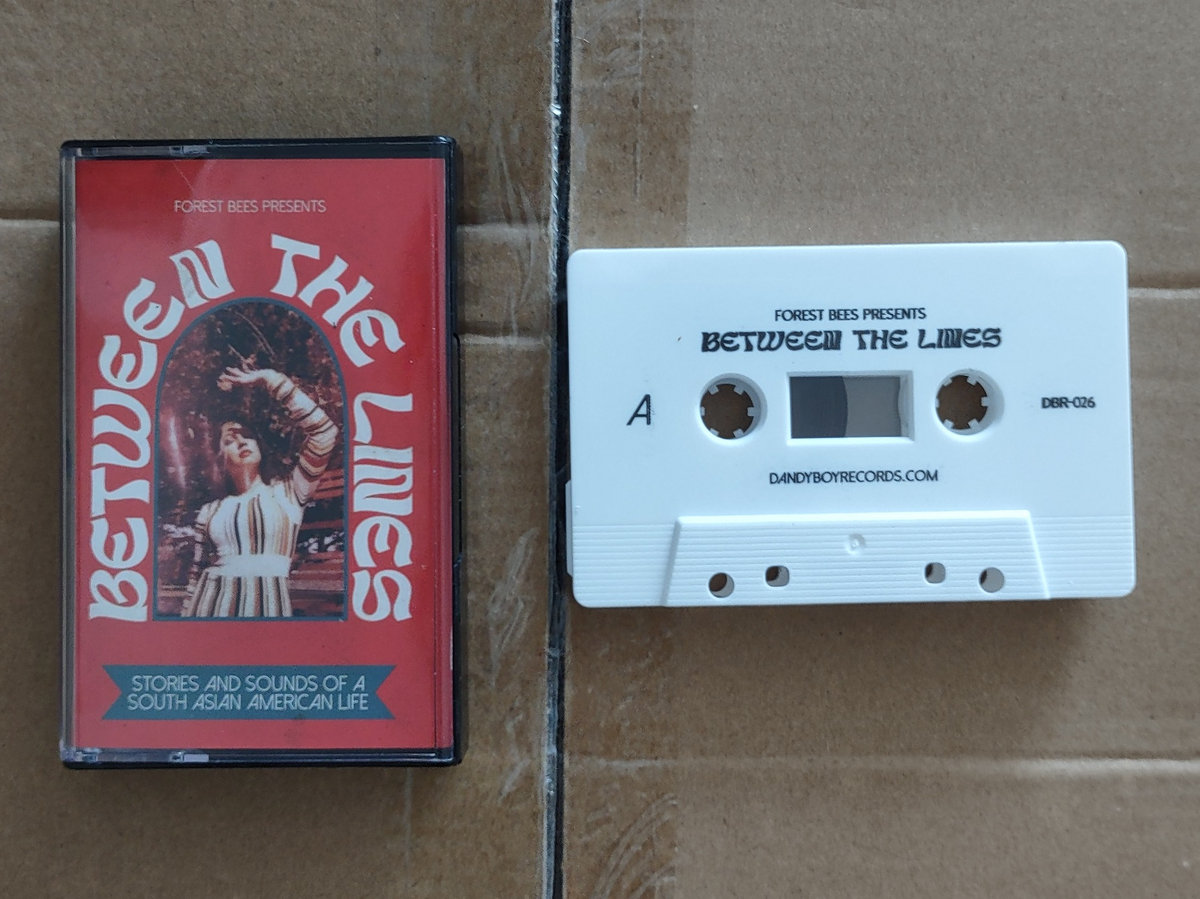 FOREST BEES PRESENTS
BETWEEN THE LINES
STORIES AND SOUNDS OF A
SOUTH ASIAN AMERICAN LIFE
FOREST BEES PRESENTS
BETWEEN THE LINES
A
DBR-026
DANDYBOYRECORDS.COM